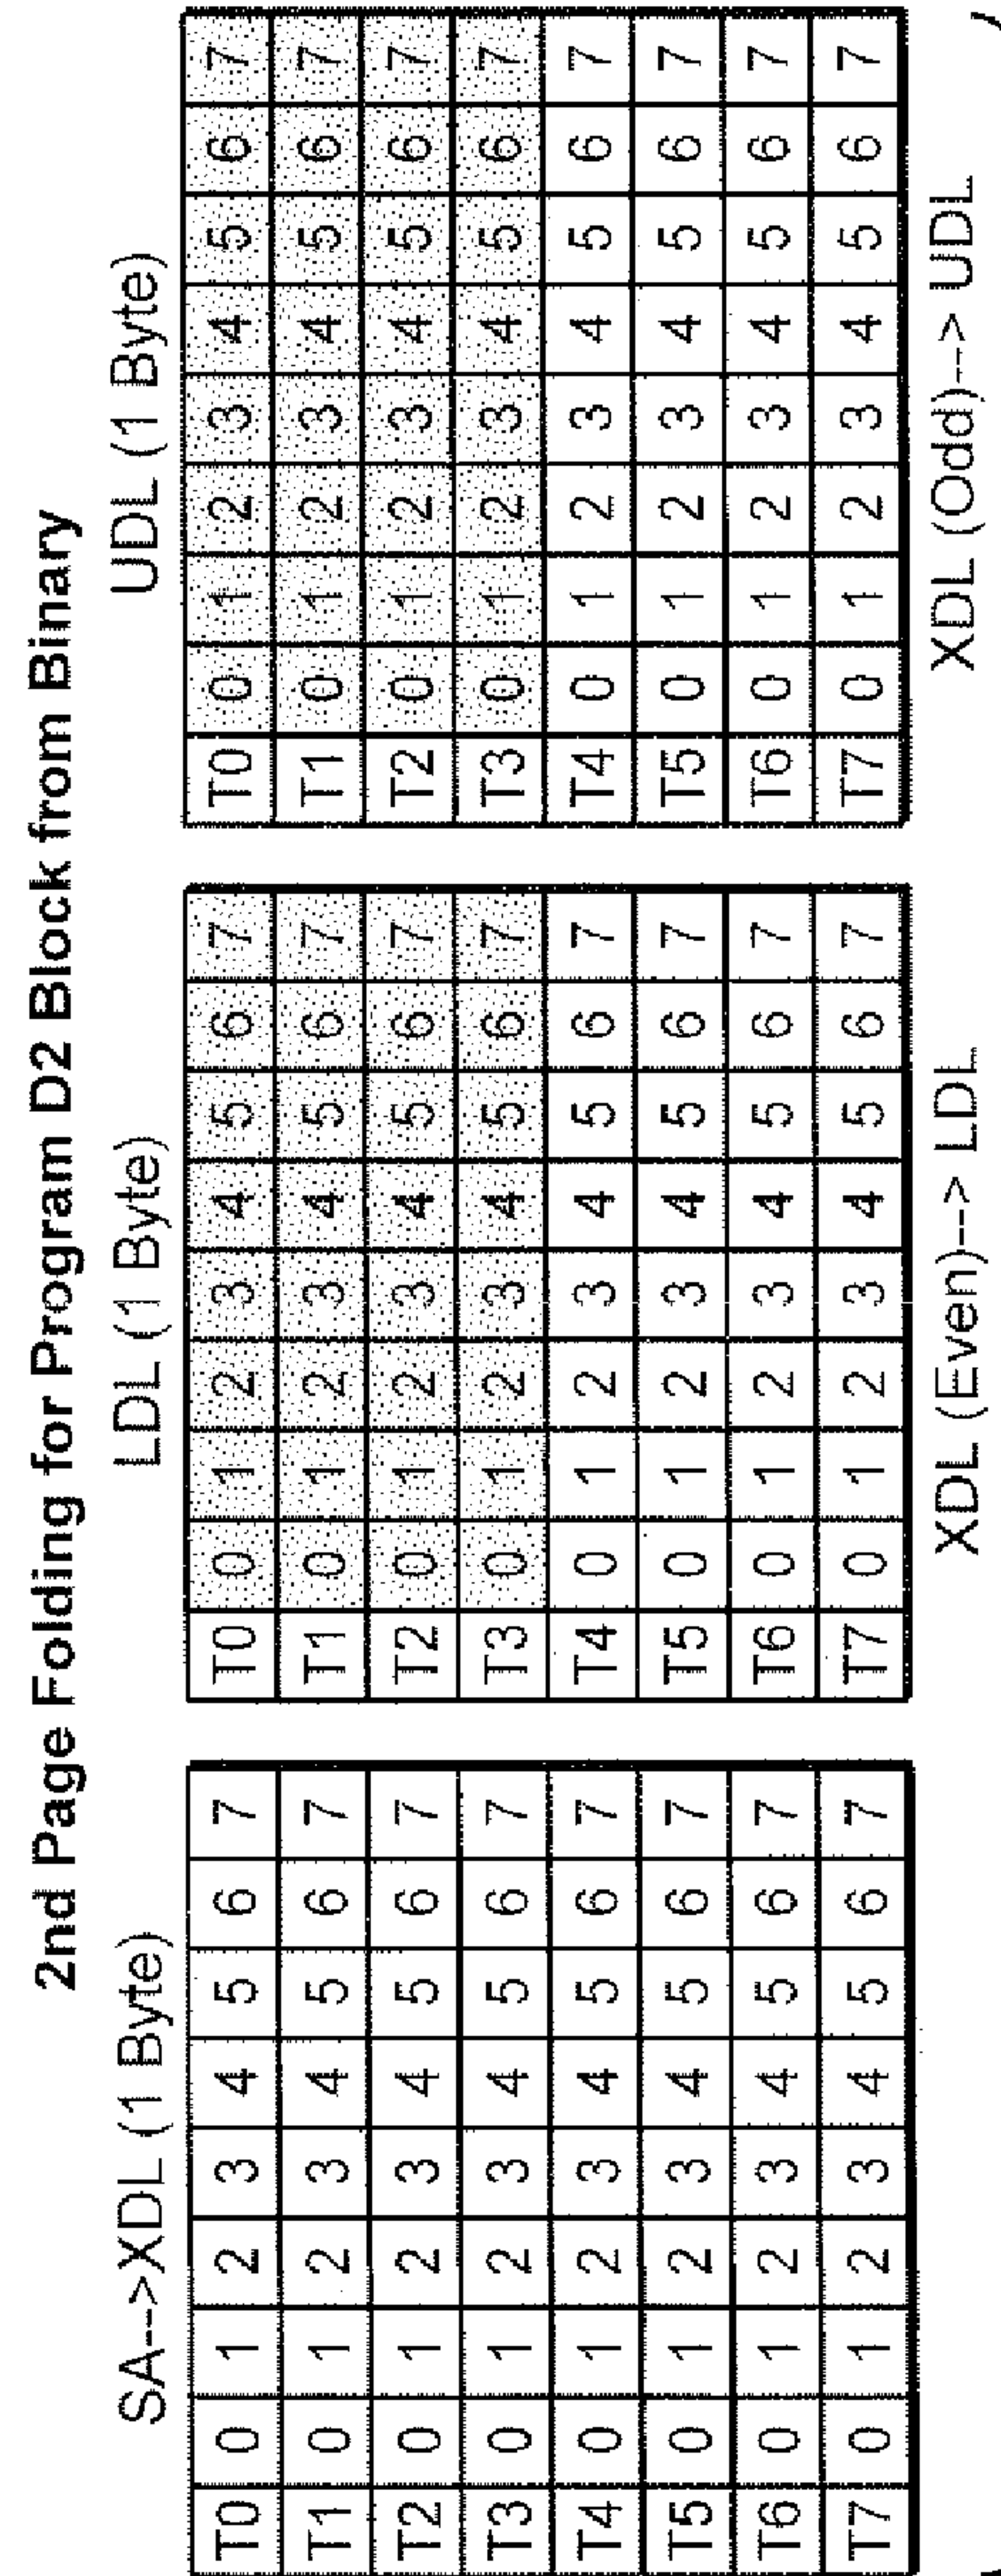 2nd Page Folding for Program D2 Block from Binary
SA-->XDL (1 Byte)
T0 0 1 2 3 4 5 6 7
T1 0 1 2 3 4 5 6 7
T2 0 1 2 3 4 5 6 7
T3 0 1 2 3 4 5 6 7
T4 0 1 2 3 4 5 6 7
T5 0 1 2 3 4 5 6 7
T6 0 1 2 3 4 5 6 7
T7 0 1 2 3 4 5 6 7
LDL (1 Byte)
T0 0 1 2 3 4 5 6 7
T1 0 1 2 3 4 5 6 7
T2 0 1 2 3 4 5 6 7
T3 0 1 2 3 4 5 6 7
T4 0 1 2 3 4 5 6 7
T5 0 1 2 3 4 5 6 7
T6 0 1 2 3 4 5 6 7
T7 0 1 2 3 4 5 6 7
XDL (Even)--> LDL
UDL (1 Byte)
T0 0 1 2 3 4 5 6 7
T1 0 1 2 3 4 5 6 7
T2 0 1 2 3 4 5 6 7
T3 0 1 2 3 4 5 6 7
T4 0 1 2 3 4 5 6 7
T5 0 1 2 3 4 5 6 7
T6 0 1 2 3 4 5 6 7
T7 0 1 2 3 4 5 6 7
XDL (Odd)--> UDL